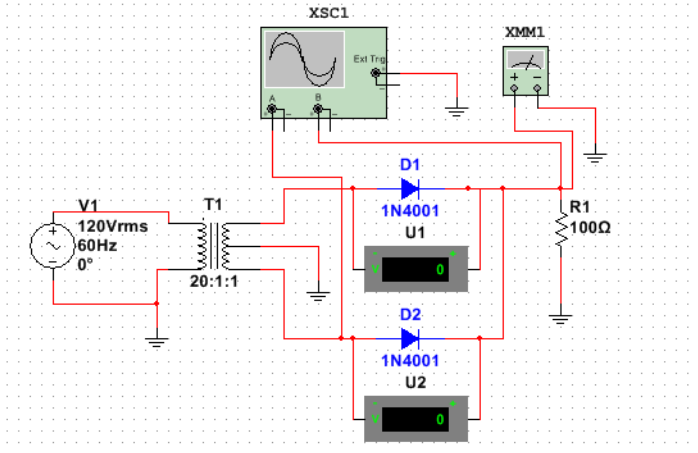 XSC1
Ext Trig
A
B
XMM1
V1
120Vrms
60Hz
0°
T1
20:1:1
D1
1N4001
U1
V
0
R1
100Ω
D2
1N4001
U2
V
0